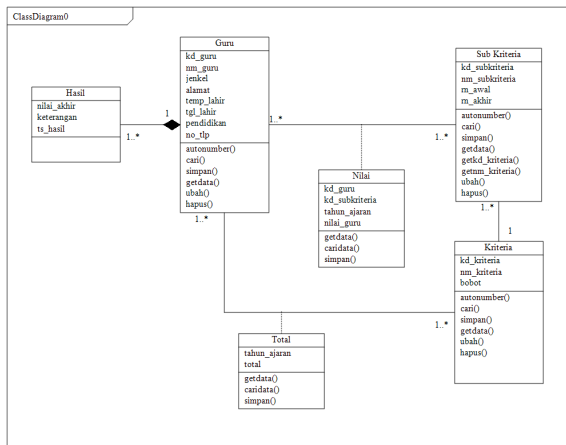 ClassDiagram0
Hasil
nilai_akhir
keterangan
ts_hasil
1
1..*
Guru
kd_guru
nm_guru
jenkel
alamat
temp_lahir
tgl_lahir
pendidikan
no_tlp
autonumber()
cari()
simpan()
getdata()
ubah()
hapus()
1..*
1..*
1..*
Sub Kriteria
kd_subkriteria
nm_subkriteria
rn_awal
rn_akhir
autonumber()
cari()
simpan()
getdata()
getkd_kriteria()
getnm_kriteria()
ubah()
hapus()
Nilai
kd_guru
kd_subkriteria
tahun_ajaran
nilai_guru
getdata()
caridata()
simpan()
1..*
1
Kriteria
kd_kriteria
nm_kriteria
bobot
autonumber()
cari()
simpan()
getdata()
ubah()
hapus()
1..*
Total
tahun_ajaran
total
getdata()
caridata()
simpan()